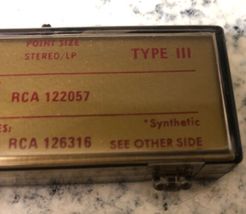 POINT SIZE
STEREO/LP
TYPE III
RCA 122057
*Synthetic
RCA 126316
SEE OTHER SIDE